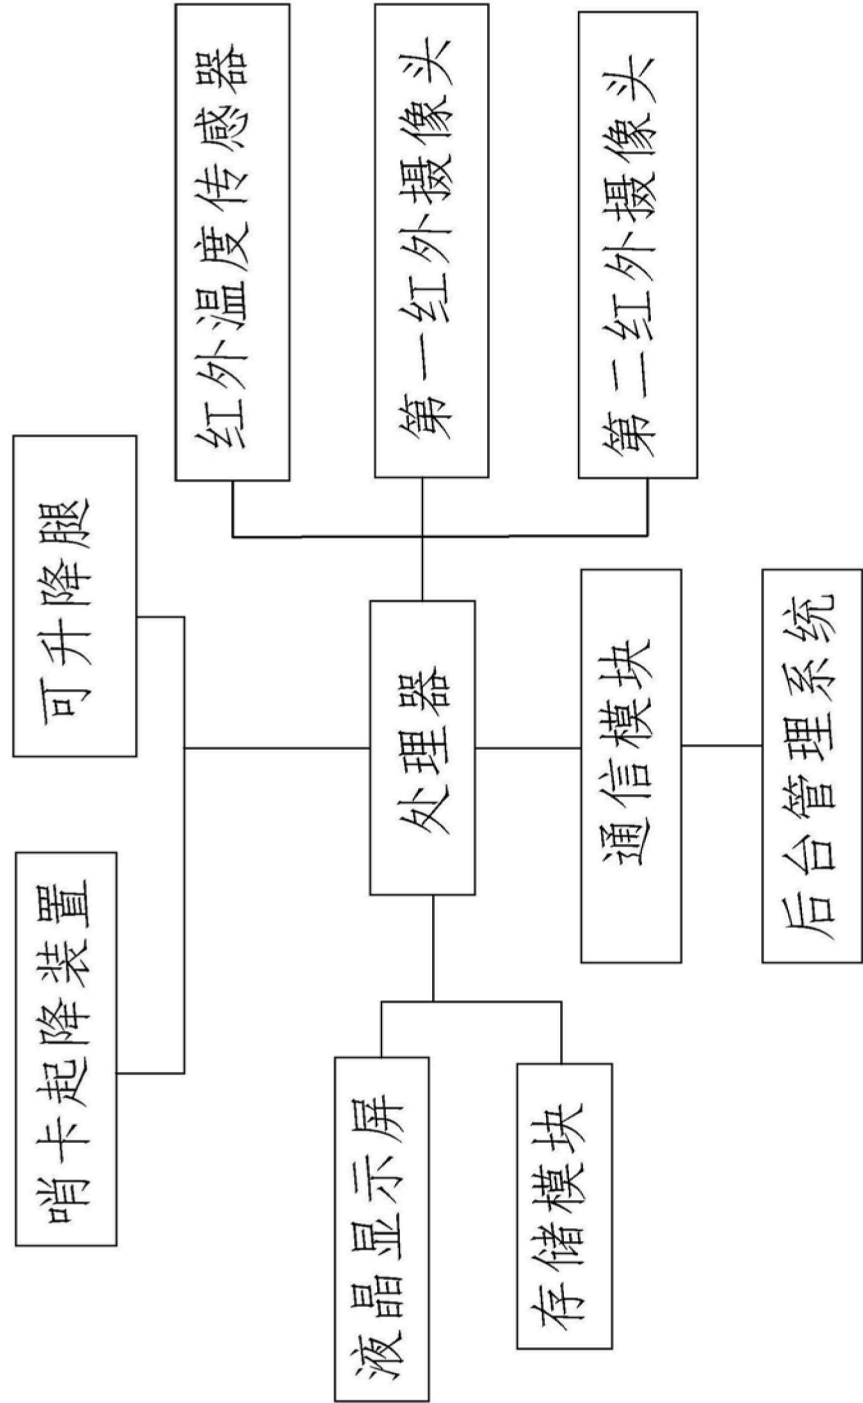 哨卡起降装置
可升降腿
液晶显示屏
存储模块
处理器
通信模块
后台管理系统
红外温度传感器
第一红外摄像头
第二红外摄像头